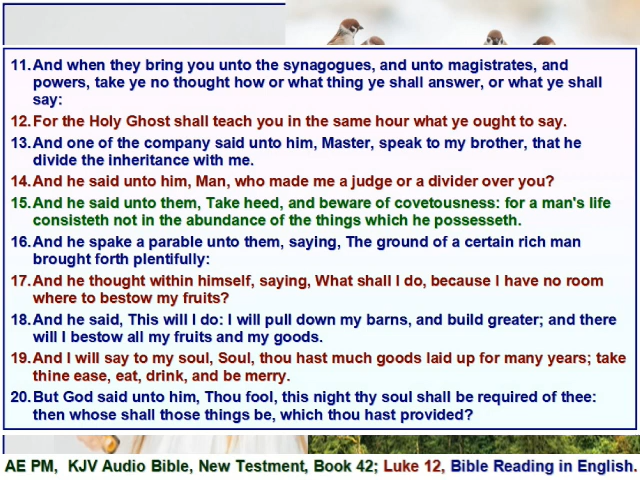 11. And when they bring you unto the synagogues, and unto magistrates, and
powers, take ye no thought how or what thing ye shall answer, or what ye shall
say:
12. For the Holy Ghost shall teach you in the same hour what ye ought to say.
13. And one of the company said unto him, Master, speak to my brother, that he
divide the inheritance with me.
14. And he said unto him, Man, who made me a judge or a divider over you?
15. And he said unto them, Take heed, and beware of covetousness: for a man's life
consisteth not in the abundance of the things which he possesseth.
16. And he spake a parable unto them, saying, The ground of a certain rich man
brought forth plentifully:
17. And he thought within himself, saying, What shall I do, because I have no room
where to bestow my fruits?
18. And he said, This will I do: I will pull down my barns, and build greater; and there
will I bestow all my fruits and my goods.
19. And I will say to my soul, Soul, thou hast much goods laid up for many years; take
thine ease, eat, drink, and be merry.
20. But God said unto him, Thou fool, this night thy soul shall be required of thee:
then whose shall those things be, which thou hast provided?
AE PM, KJV Audio Bible, New Testment, Book 42; Luke 12, Bible Reading in English.